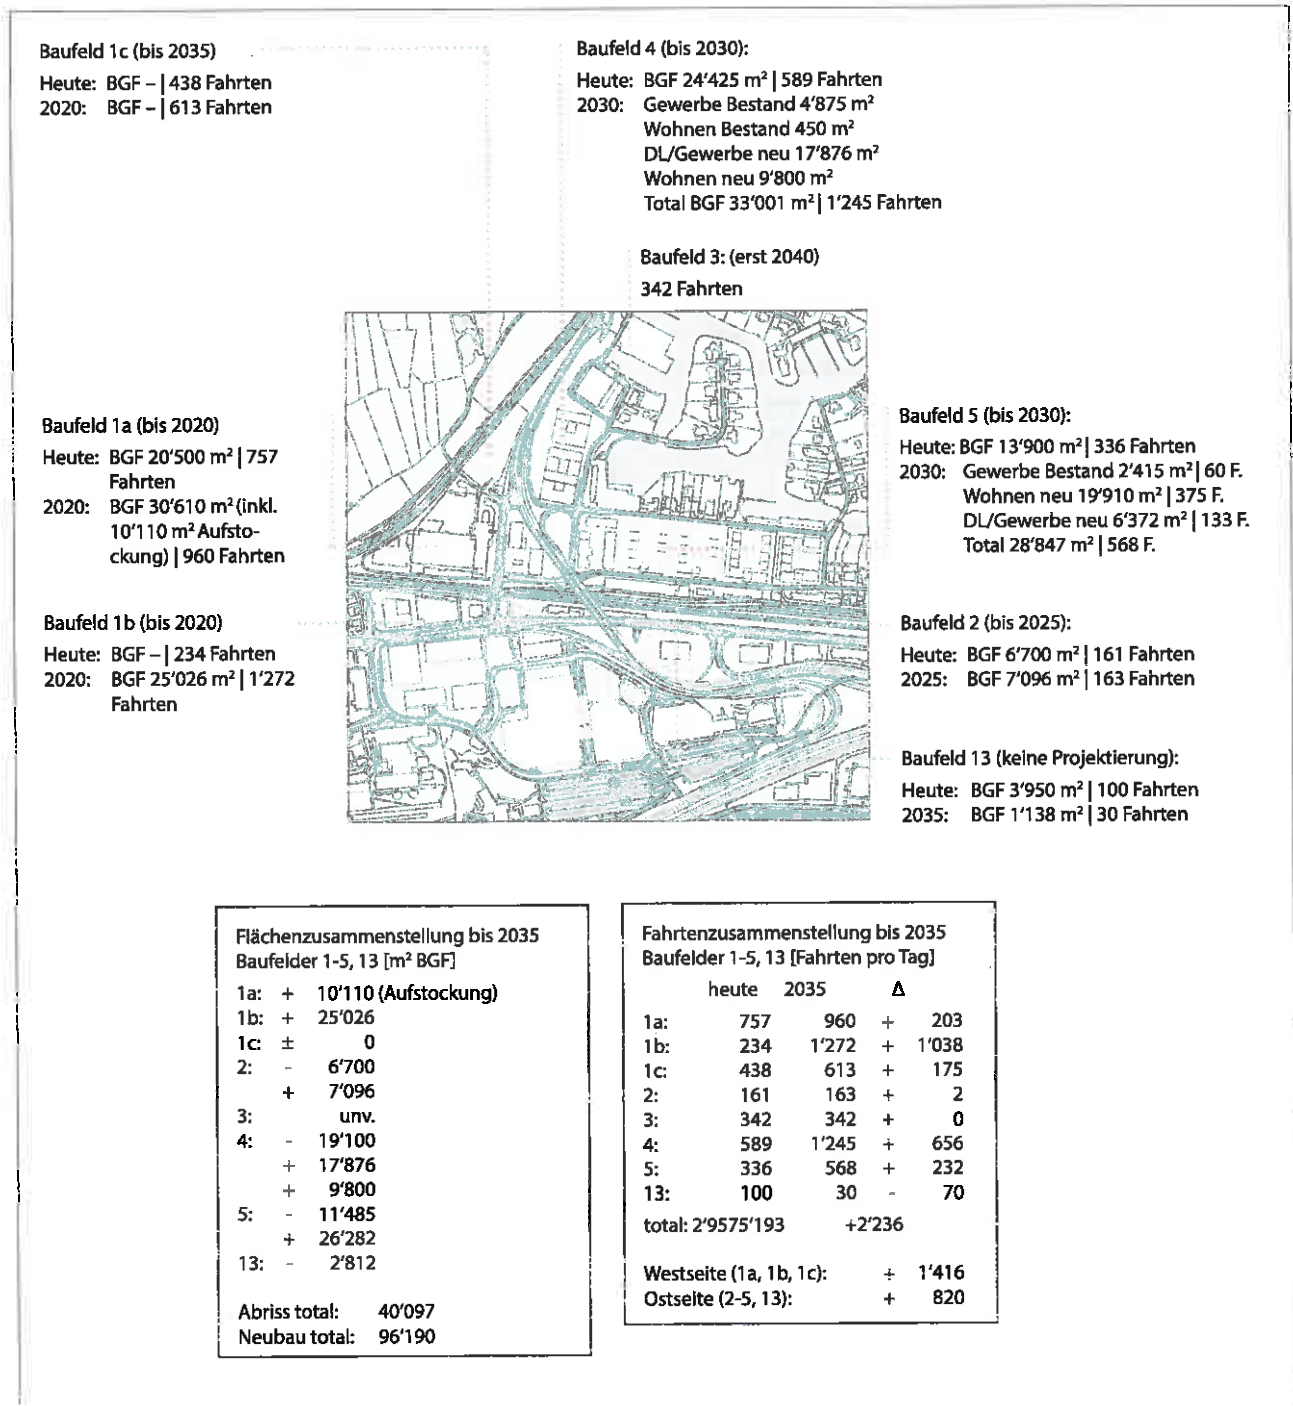 Baufeld 1c (bis 2035)
Heute: BGF – | 438 Fahrten
2020: BGF – | 613 Fahrten
Baufeld 4 (bis 2030):
Heute: BGF 24'425 m² | 589 Fahrten
2030: Gewerbe Bestand 4'875 m²
Wohnen Bestand 450 m²
DL/Gewerbe neu 17'876 m²
Wohnen neu 9'800 m²
Total BGF 33'001 m² | 1'245 Fahrten
Baufeld 3: (erst 2040)
342 Fahrten
Baufeld 1a (bis 2020)
Heute: BGF 20'500 m² | 757
Fahrten
2020: BGF 30'610 m² (inkl.
10'110 m² Aufsto-
ckung) | 960 Fahrten
Baufeld 1b (bis 2020)
Heute: BGF – | 234 Fahrten
2020: BGF 25'026 m² | 1'272
Fahrten
Baufeld 5 (bis 2030):
Heute: BGF 13'900 m² | 336 Fahrten
2030: Gewerbe Bestand 2'415 m² | 60 F.
Wohnen neu 19'910 m² | 375 F.
DL/Gewerbe neu 6'372 m² | 133 F.
Total 28'847 m² | 568 F.
Baufeld 2 (bis 2025):
Heute: BGF 6'700 m² | 161 Fahrten
2025: BGF 7'096 m² | 163 Fahrten
Baufeld 13 (keine Projektierung):
Heute: BGF 3'950 m² | 100 Fahrten
2035: BGF 1'138 m² | 30 Fahrten
Flächenzusammenstellung bis 2035
Baufelder 1-5, 13 [m² BGF]
1a: + 10'110 (Aufstockung)
1b: + 25'026
1c: ± 0
2: - 6'700
+ 7'096
3: unv.
4: - 19'100
+ 17'876
+ 9'800
5: - 11'485
+ 26'282
13: - 2'812
Abriss total: 40'097
Neubau total: 96'190
Fahrtenzusammenstellung bis 2035
Baufelder 1-5, 13 [Fahrten pro Tag]
heute 2035 Δ
1a: 757 960 + 203
1b: 234 1'272 + 1'038
1c: 438 613 + 175
2: 161 163 + 2
3: 342 342 + 0
4: 589 1'245 + 656
5: 336 568 + 232
13: 100 30 - 70
total: 2'9575'193 +2'236
Westseite (1a, 1b, 1c): + 1'416
Ostseite (2-5, 13): + 820